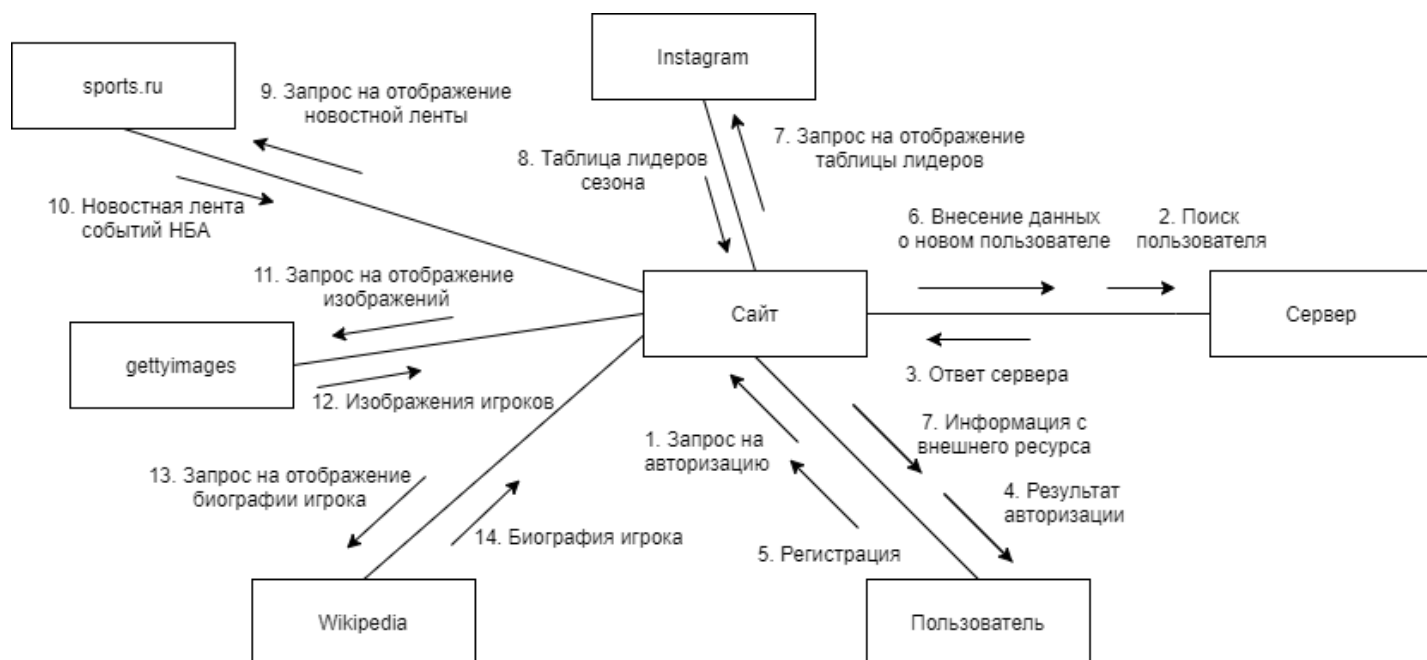 Instagram
sports.ru
9. Запрос на отображение
новостной ленты
7. Запрос на отображение
таблицы лидеров
8. Таблица лидеров
сезона
10. Новостная лента
событий НБА
6. Внесение данных
о новом пользователе
2. Поиск
пользователя
11. Запрос на отображение
изображений
Сайт
Сервер
gettyimages
3. Ответ сервера
12. Изображения игроков
7. Информация с
внешнего ресурса
1. Запрос на
авторизацию
13. Запрос на отображение
биографии игрока
4. Результат
авторизации
14. Биография игрока
5. Регистрация
Wikipedia
Пользователь